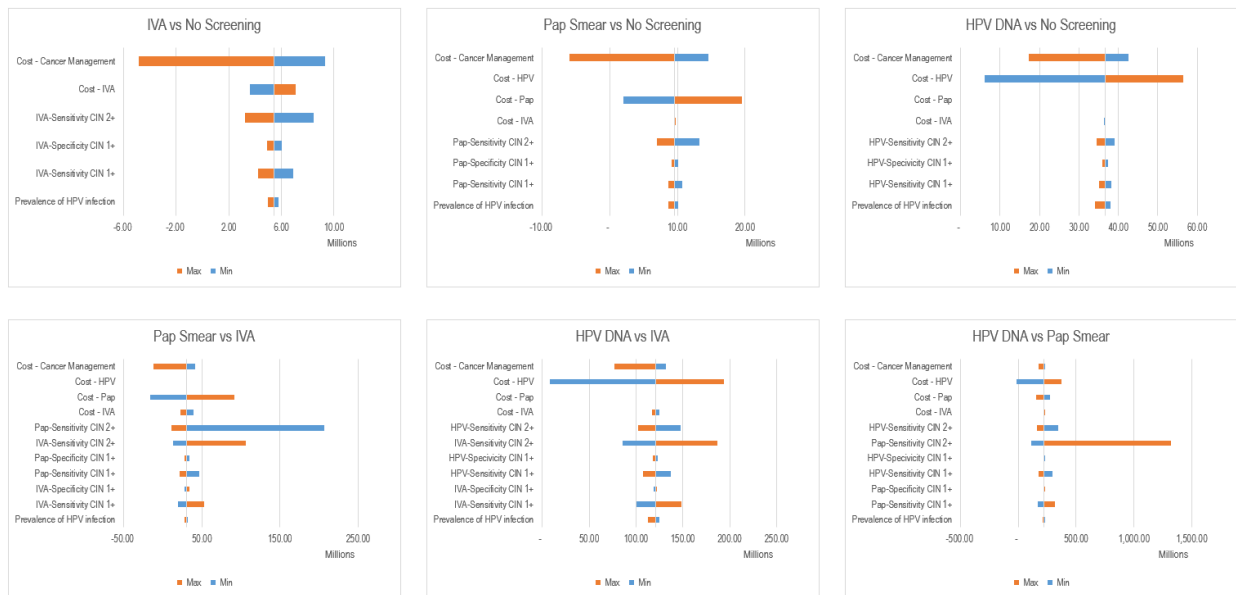 IVA vs No Screening
Cost - Cancer Management
Cost - IVA
IVA-Sensitivity CIN 2+
IVA-Specificity CIN 1+
IVA-Sensitivity CIN 1+
Prevalence of HPV infection
-6.00 -2.00 2.00 6.00 10.00
Millions
Max Min
Pap Smear vs No Screening
Cost - Cancer Management
Cost - HPV
Cost - Pap
Cost - IVA
Pap-Sensitivity CIN 2+
Pap-Specificity CIN 1+
Pap-Sensitivity CIN 1+
Prevalence of HPV infection
-10.00 - 10.00 20.00
Millions
Max Min
HPV DNA vs No Screening
Cost - Cancer Management
Cost - HPV
Cost - Pap
Cost - IVA
HPV-Sensitivity CIN 2+
HPV-Specivicity CIN 1+
HPV-Sensitivity CIN 1+
Prevalence of HPV infection
- 10.00 20.00 30.00 40.00 50.00 60.00
Millions
Max Min
Pap Smear vs IVA
Cost - Cancer Management
Cost - HPV
Cost - Pap
Cost - IVA
Pap-Sensitivity CIN 2+
IVA-Sensitivity CIN 2+
Pap-Specificity CIN 1+
Pap-Sensitivity CIN 1+
IVA-Specificity CIN 1+
IVA-Sensitivity CIN 1+
Prevalence of HPV infection
-50.00 50.00 150.00 250.00
Millions
Max Min
HPV DNA vs IVA
Cost - Cancer Management
Cost - HPV
Cost - Pap
Cost - IVA
HPV-Sensitivity CIN 2+
IVA-Sensitivity CIN 2+
HPV-Specivicity CIN 1+
HPV-Sensitivity CIN 1+
IVA-Specificity CIN 1+
IVA-Sensitivity CIN 1+
Prevalence of HPV infection
- 50.00 100.00 150.00 200.00 250.00
Millions
Max Min
HPV DNA vs Pap Smear
Cost - Cancer Management
Cost - HPV
Cost - Pap
Cost - IVA
HPV-Sensitivity CIN 2+
Pap-Sensitivity CIN 2+
HPV-Specivicity CIN 1+
HPV-Sensitivity CIN 1+
Pap-Specificity CIN 1+
Pap-Sensitivity CIN 1+
Prevalence of HPV infection
-500.00 - 500.00 1,000.00 1,500.00
Millions
Max Min